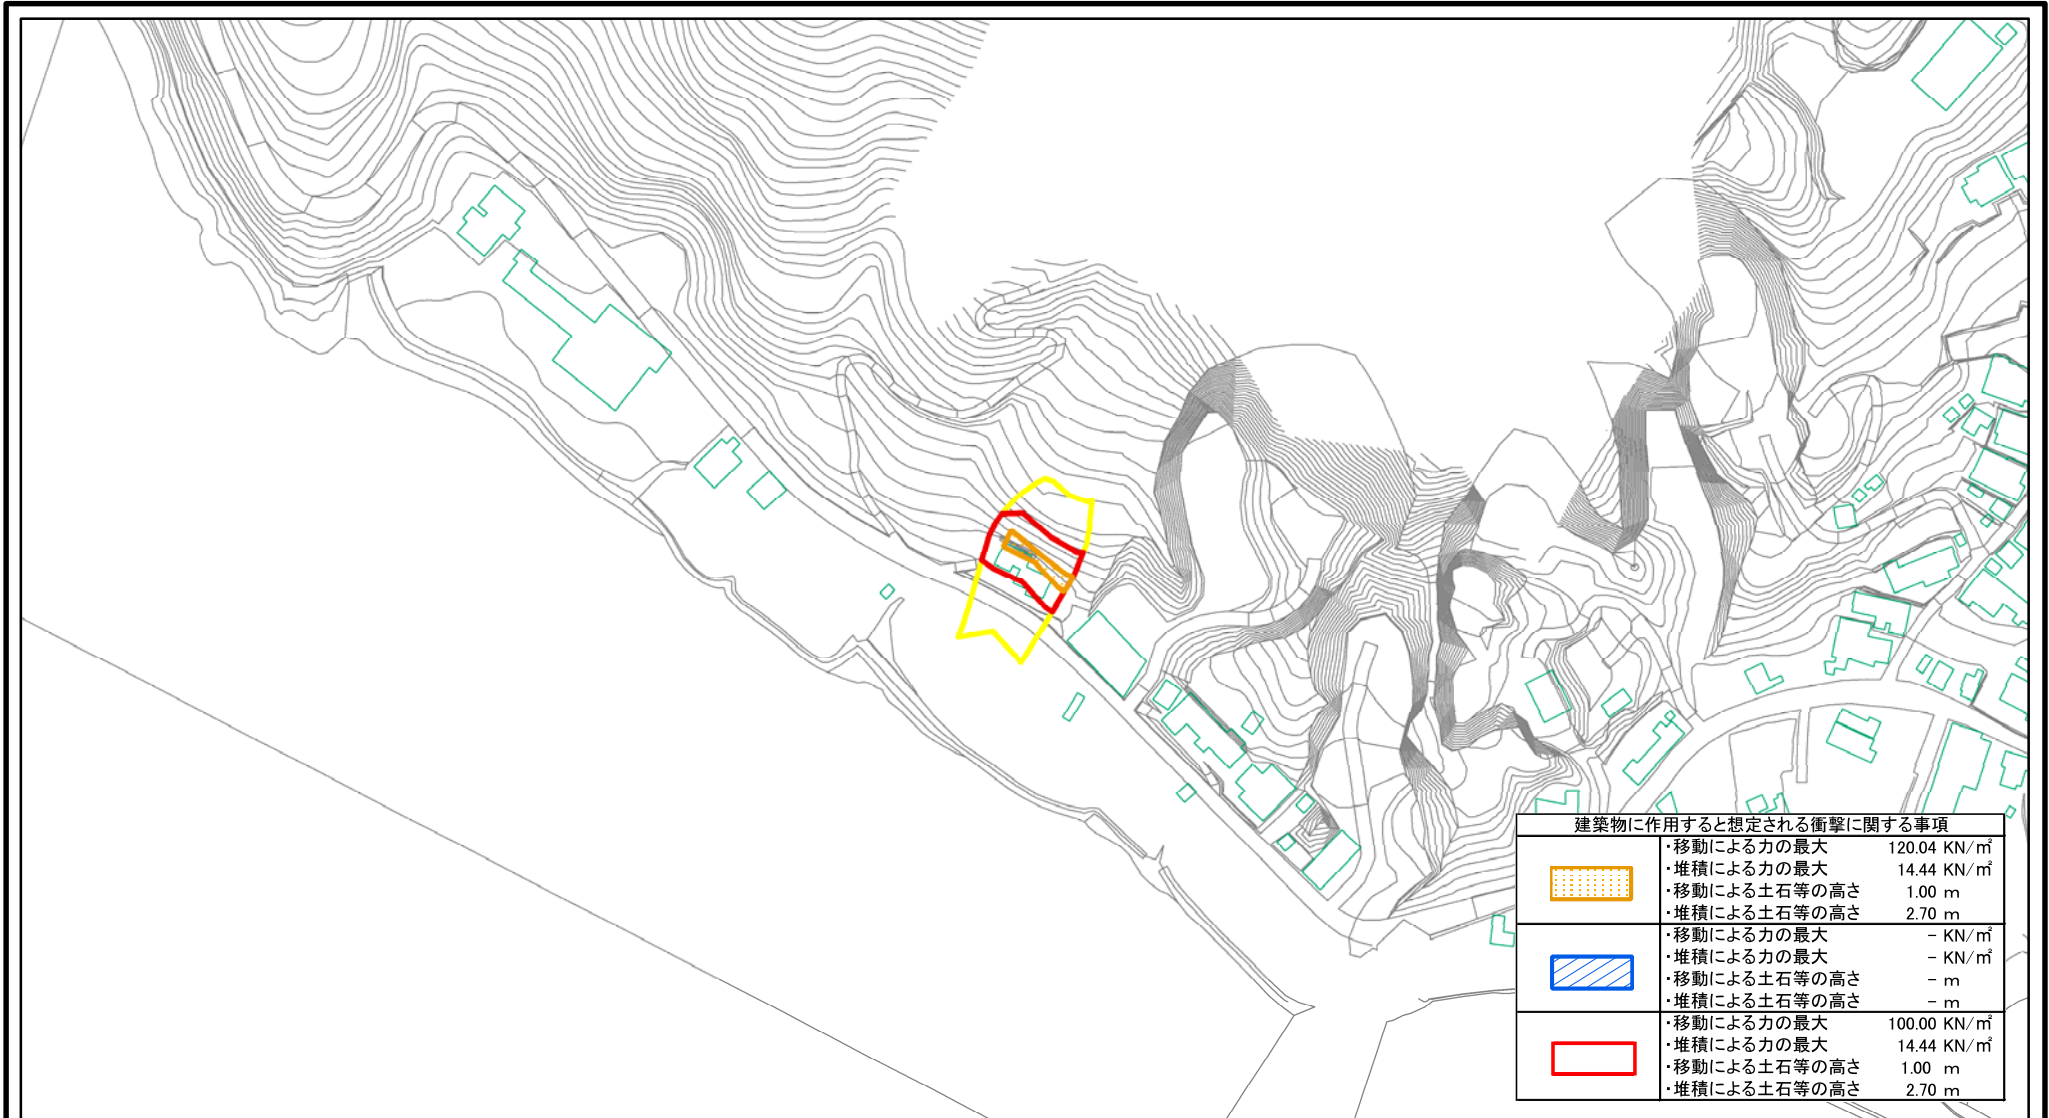 建築物に作用すると想定される衝撃に関する事項
・移動による力の最大 120.04 KN/㎡
・堆積による力の最大 14.44 KN/㎡
・移動による土石等の高さ 1.00 m
・堆積による土石等の高さ 2.70 m
・移動による力の最大 - KN/㎡
・堆積による力の最大 - KN/㎡
・移動による土石等の高さ - m
・堆積による土石等の高さ - m
・移動による力の最大 100.00 KN/㎡
・堆積による力の最大 14.44 KN/㎡
・移動による土石等の高さ 1.00 m
・堆積による土石等の高さ 2.70 m